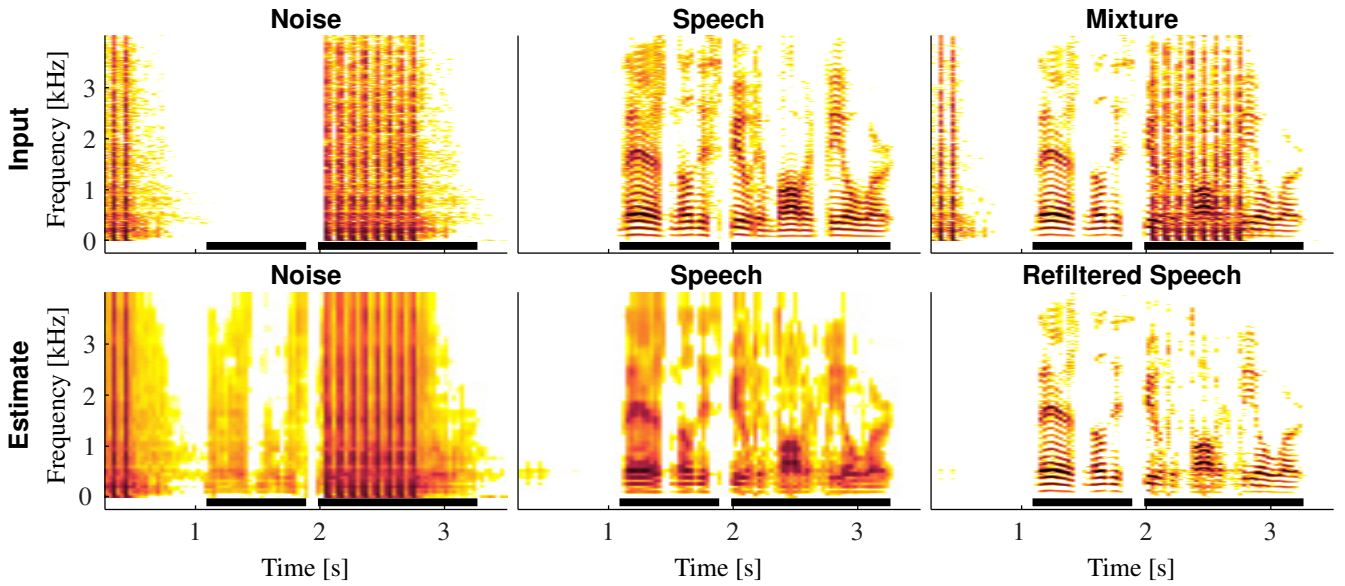 Noise Speech Mixture
Input
Frequency [kHz]
3
2
1
0
Noise Speech Refiltered Speech
Estimate
Frequency [kHz]
3
2
1
0
1 2 3 1 2 3 1 2 3
Time [s] Time [s] Time [s]